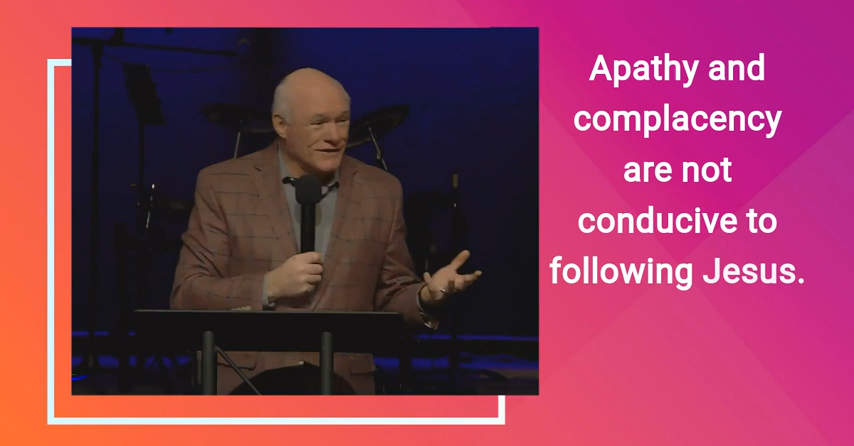 Apathy and
complacency
are not
conducive to
following Jesus.